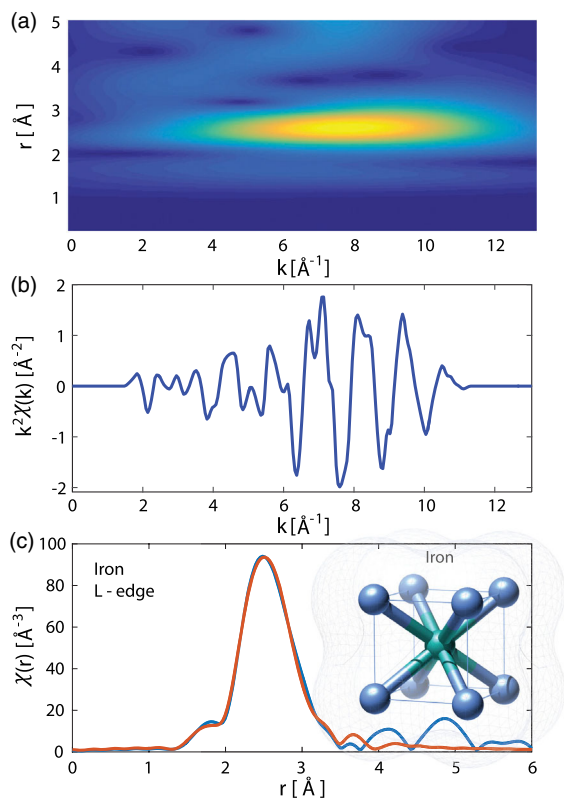 (a)
5
4
3
2
1
r [ Å ]
0 2 4 6 8 10 12
k [Å⁻¹]
(b)
2
1
0
-1
-2
k²χ(k) [Å⁻²]
0 2 4 6 8 10 12
k [Å⁻¹]
(c)
100
80
60
40
20
0
χ(r) [Å⁻³]
Iron
L - edge
Iron
0 1 2 3 4 5 6
r [ Å ]